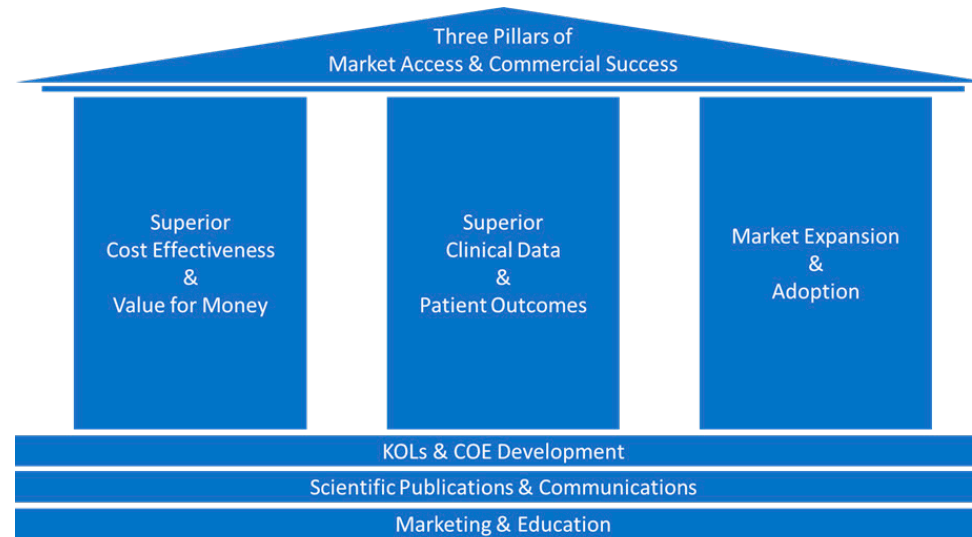 Three Pillars of
Market Access & Commercial Success
Superior
Cost Effectiveness
&
Value for Money
Superior
Clinical Data
&
Patient Outcomes
Market Expansion
&
Adoption
KOLs & COE Development
Scientific Publications & Communications
Marketing & Education